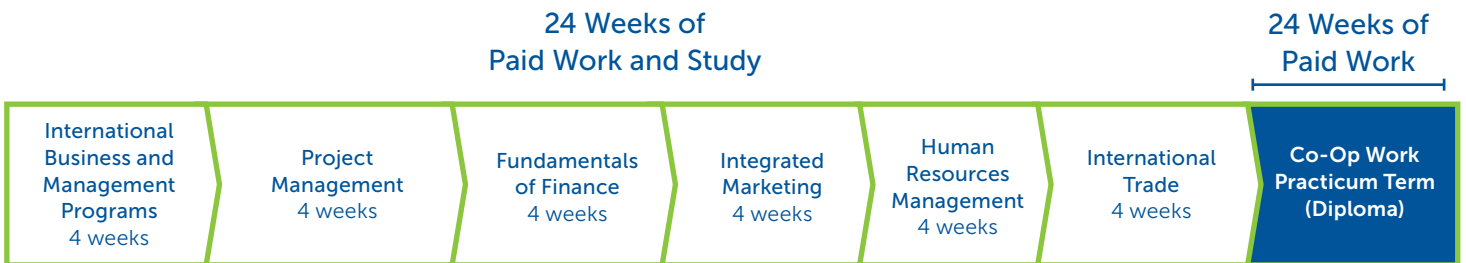 24 Weeks of
Paid Work and Study
24 Weeks of
Paid Work
International
Business and
Management
Programs
4 weeks
Project
Management
4 weeks
Fundamentals
of Finance
4 weeks
Integrated
Marketing
4 weeks
Human
Resources
Management
4 weeks
International
Trade
4 weeks
Co-Op Work
Practicum Term
(Diploma)